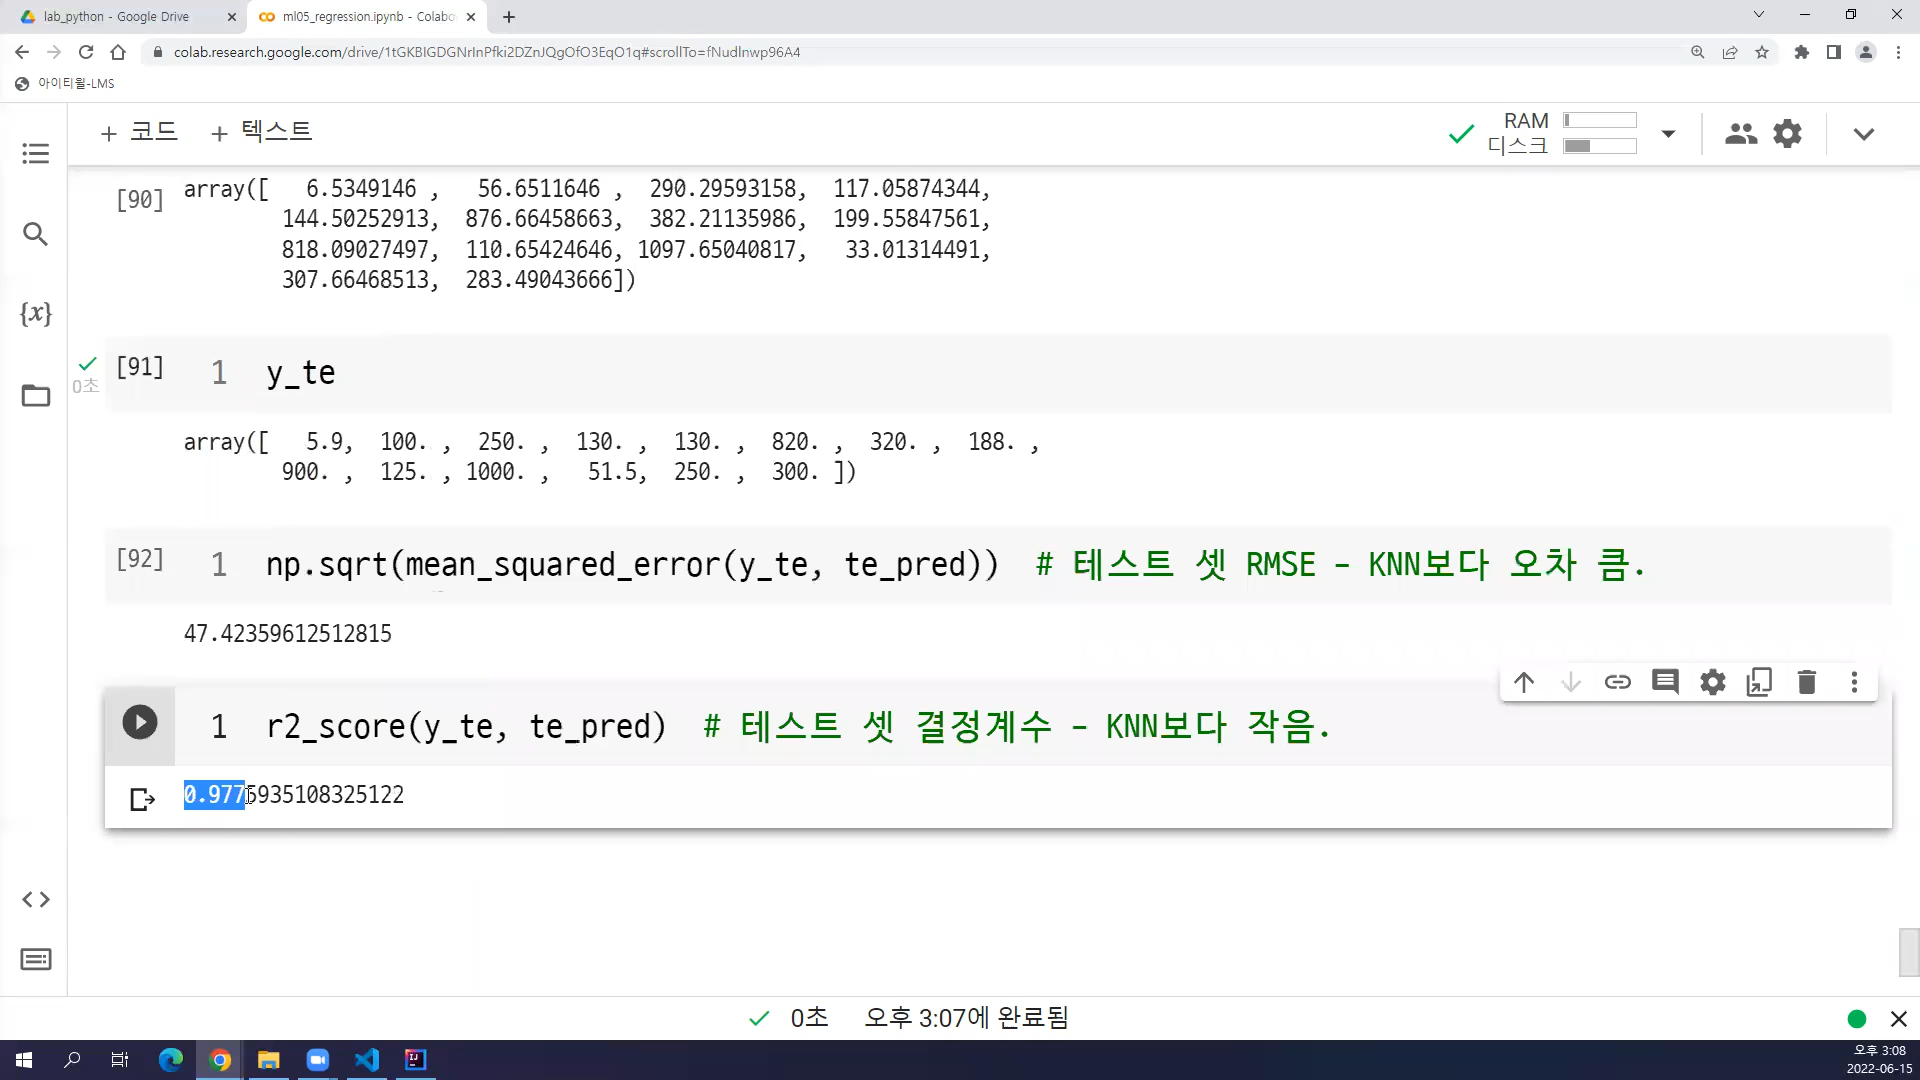 lab_python - Google Drive
ml05_regression.ipynb - Colabo
colab.research.google.com/drive/1tGKBIGDGNrInPfki2DZnJQgOfO3EqO1q#scrollTo=fNudlnwp96A4
아이티윌-LMS
+ 코드 + 텍스트
RAM
디스크
[90] array([ 6.5349146 , 56.6511646 , 290.29593158, 117.05874344,
144.50252913, 876.66458663, 382.21135986, 199.55847561,
818.09027497, 110.65424646, 1097.65040817, 33.01314491,
307.66468513, 283.49043666])
[91] 1 y_te
0초
array([ 5.9, 100. , 250. , 130. , 130. , 820. , 320. , 188. ,
900. , 125. , 1000. , 51.5, 250. , 300. ])
[92] 1 np.sqrt(mean_squared_error(y_te, te_pred)) # 테스트 셋 RMSE - KNN보다 오차 큼.
47.42359612512815
1 r2_score(y_te, te_pred) # 테스트 셋 결정계수 - KNN보다 작음.
0.9775935108325122
0초 오후 3:07에 완료됨
오후 3:08
2022-06-15